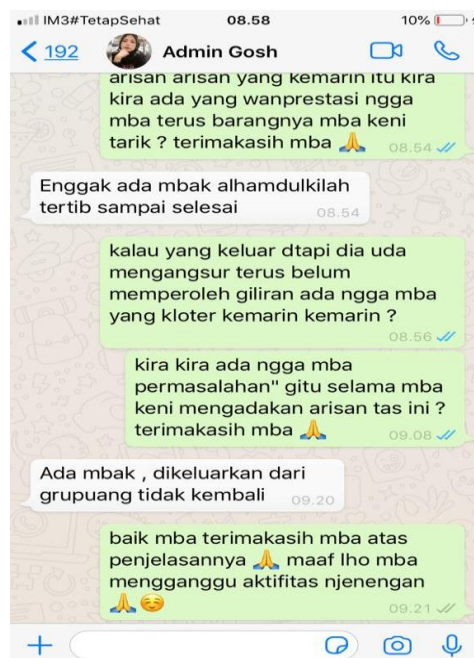 IM3#TetapSehat 08.58 10%
192 Admin Gosh
arisan arisan yang kemarin itu kira
kira ada yang wanprestasi ngga
mba terus barangnya mba keni
tarik ? terimakasih mba 🙏 08.54
Enggak ada mbak alhamdulkilah
tertib sampai selesai 08.54
kalau yang keluar dtapi dia uda
mengangsur terus belum
memperoleh giliran ada ngga mba
yang kloter kemarin kemarin ?
08.56
kira kira ada ngga mba
permasalahan" gitu selama mba
keni mengadakan arisan tas ini ?
terimakasih mba 🙏 09.08
Ada mbak , dikeluarkan dari
grupuang tidak kembali 09.20
baik mba terimakasih mba atas
penjelasannya 🙏 maaf lho mba
mengganggu aktifitas njenengan
🙏☺️ 09.21